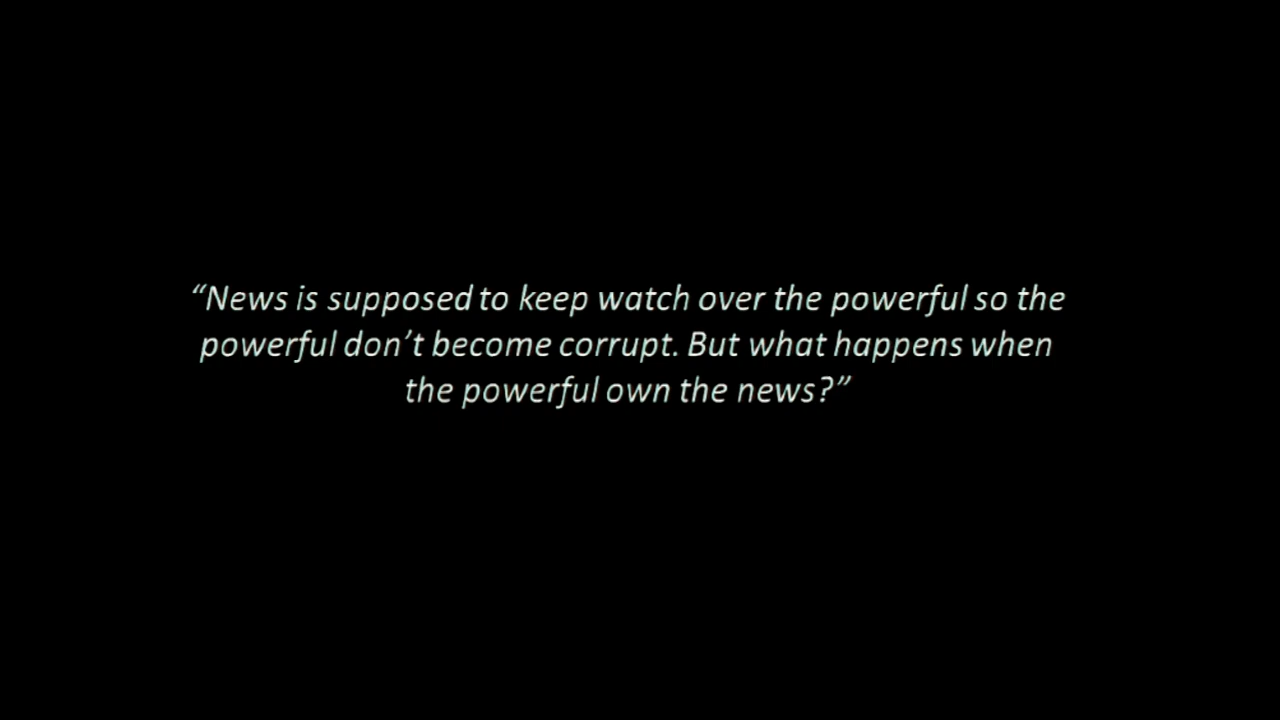 “News is supposed to keep watch over the powerful so the
powerful don’t become corrupt. But what happens when
the powerful own the news?”